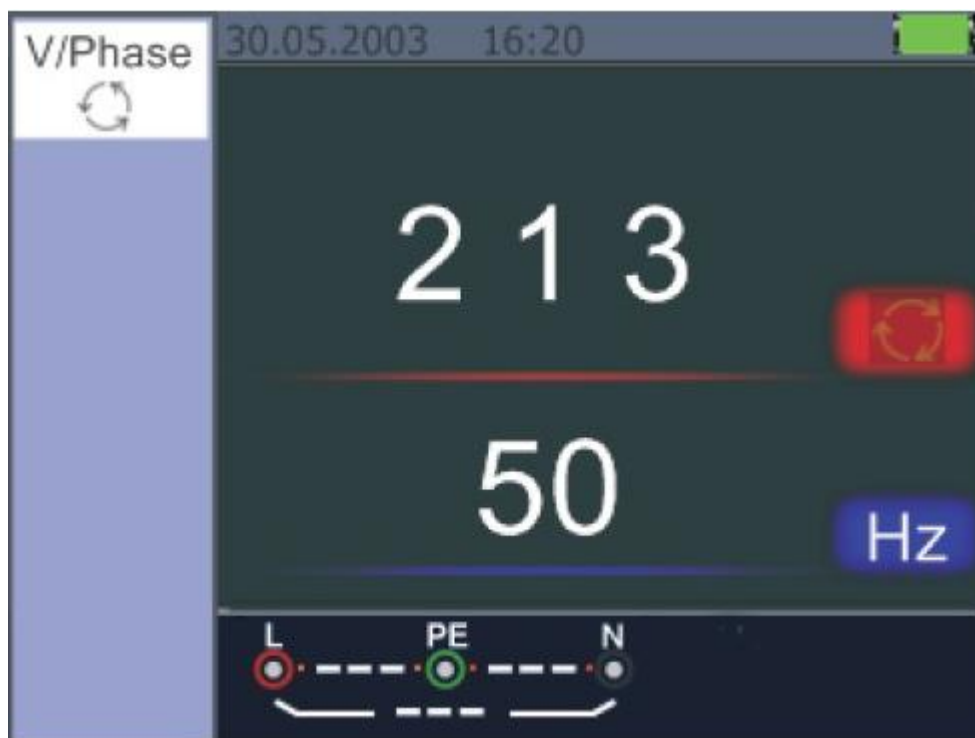 V/Phase
30.05.2003 16:20
2 1 3
50
Hz
L PE N
--- ---
---